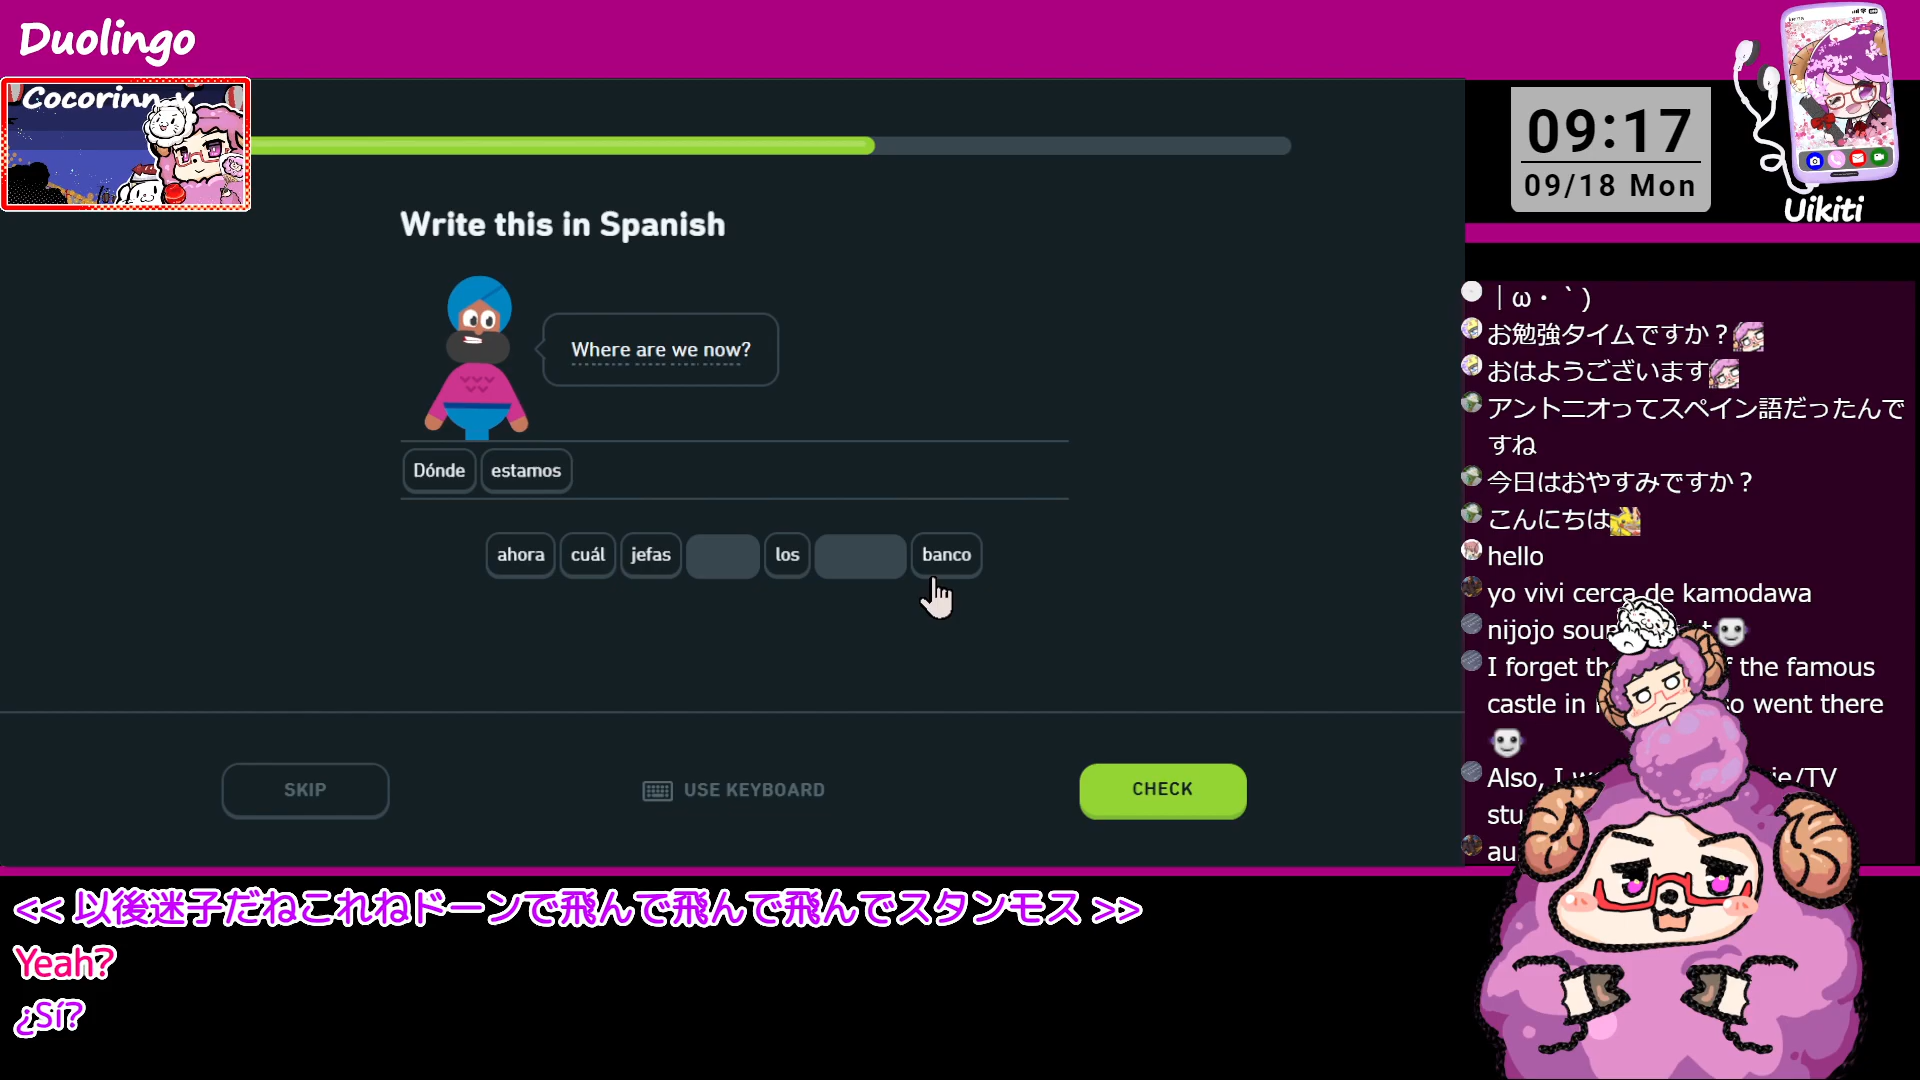 Duolingo
Cocorinn_v
09:17
09/18 Mon
Uikiti
Write this in Spanish
Where are we now?
Dónde estamos
ahora cuál jefas los banco
SKIP
USE KEYBOARD
CHECK
|ω・`)
お勉強タイムですか？
おはようございます
アントニオってスペイン語だったんで
すね
今日はおやすみですか？
こんにちは
hello
yo vivi cerca de kamodawa
nijojo
I forget the famous
castle in went there
Also, I
<< 以後迷子だねこれねドーンで飛んで飛んで飛んでスタンモス >>
Yeah?
¿Sí?